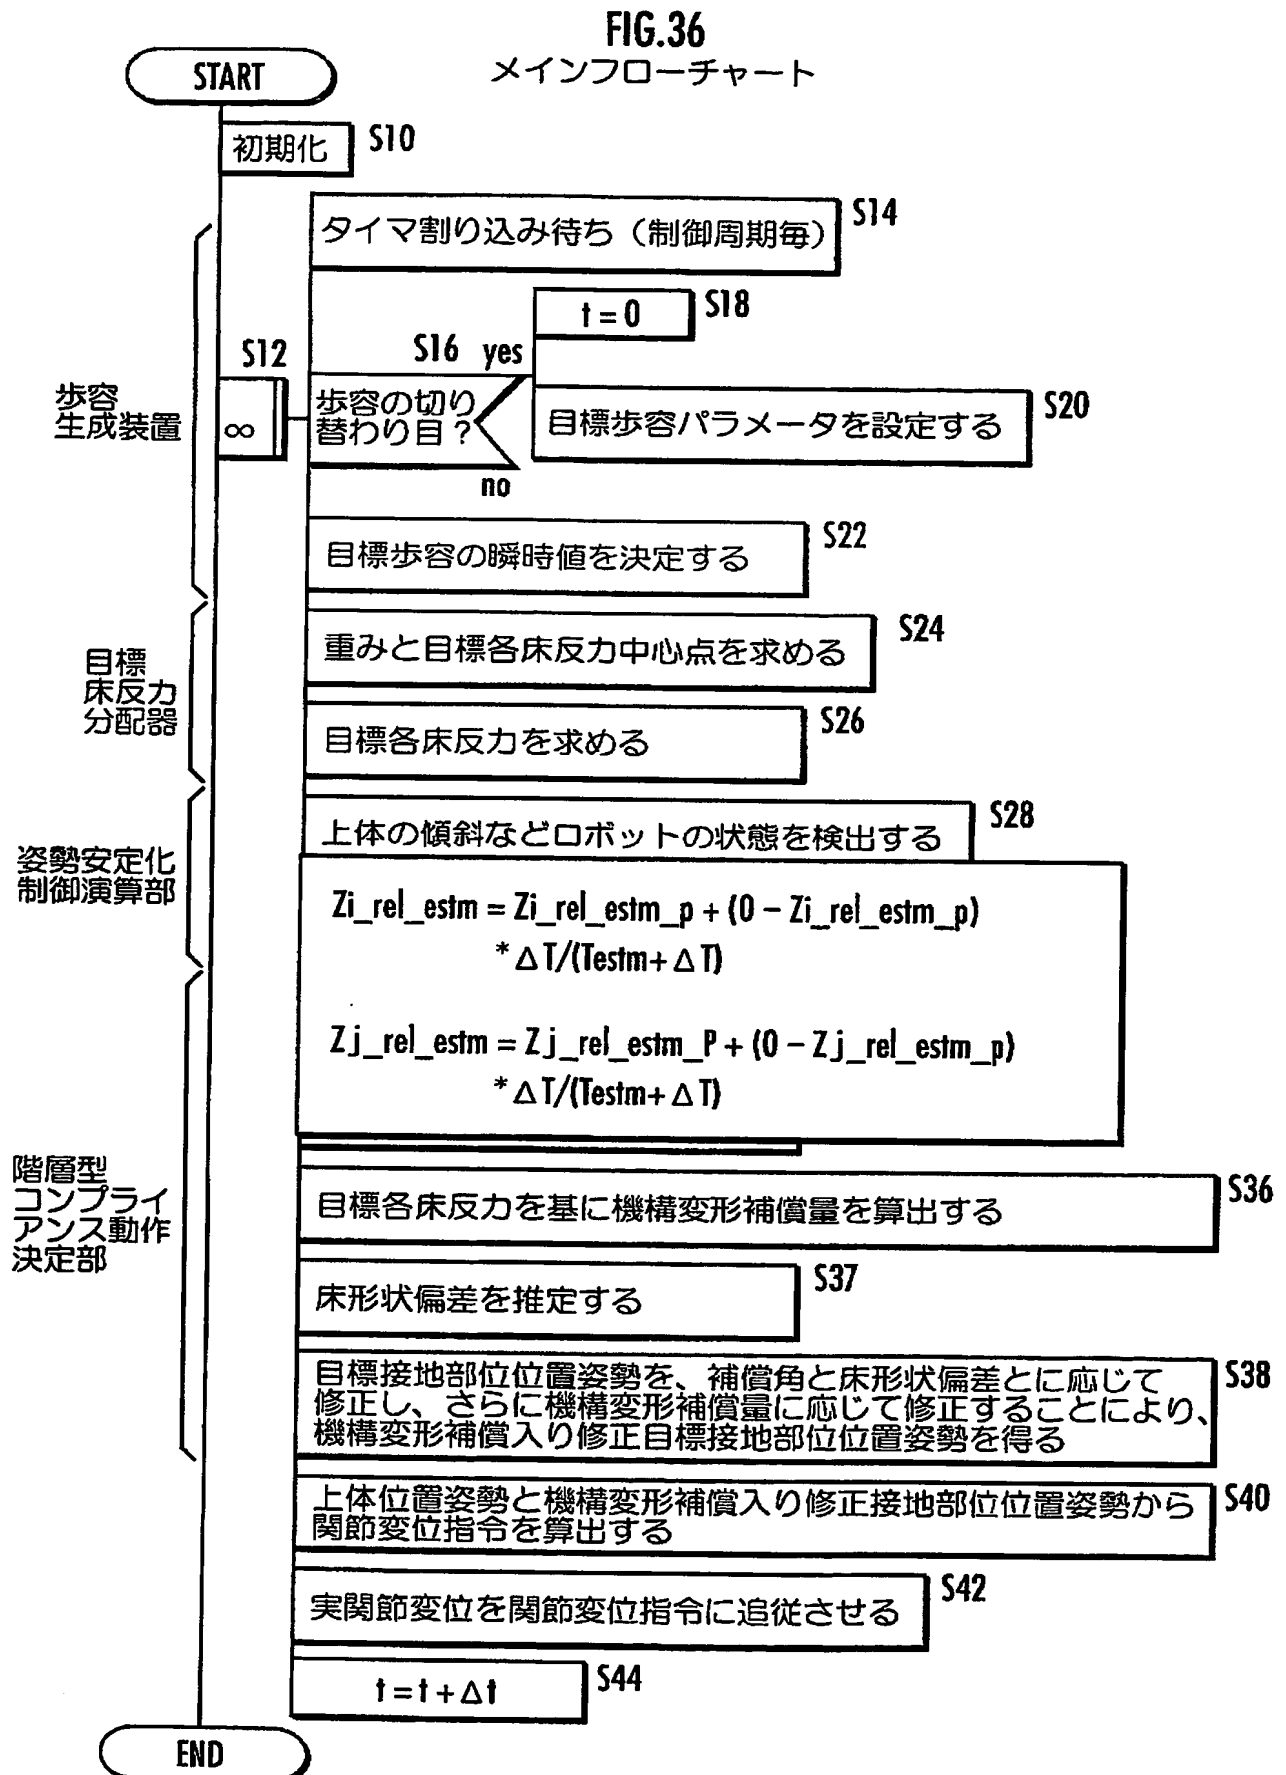 FIG.36
メインフローチャート
START
初期化
S10
タイマ割り込み待ち（制御周期毎）
S14
t = 0
S18
S12
∞
S16
yes
歩容の切り
替わり目？
no
目標歩容パラメータを設定する
S20
歩容
生成装置
目標歩容の瞬時値を決定する
S22
重みと目標各床反力中心点を求める
S24
目標
床反力
分配器
目標各床反力を求める
S26
上体の傾斜などロボットの状態を検出する
S28
姿勢安定化
制御演算部
Zi_rel_estm = Zi_rel_estm_p + (0 – Zi_rel_estm_p)
* Δ T/(Testm+ Δ T)
Zj_rel_estm = Zj_rel_estm_P + (0 – Zj_rel_estm_p)
* Δ T/(Testm+ Δ T)
階層型
コンプライ
アンス動作
決定部
目標各床反力を基に機構変形補償量を算出する
S36
床形状偏差を推定する
S37
目標接地部位位置姿勢を、補償角と床形状偏差とに応じて
修正し、さらに機構変形補償量に応じて修正することにより、
機構変形補償入り修正目標接地部位位置姿勢を得る
S38
上体位置姿勢と機構変形補償入り修正接地部位位置姿勢から
関節変位指令を算出する
S40
実関節変位を関節変位指令に追従させる
S42
t = t + Δt
S44
END